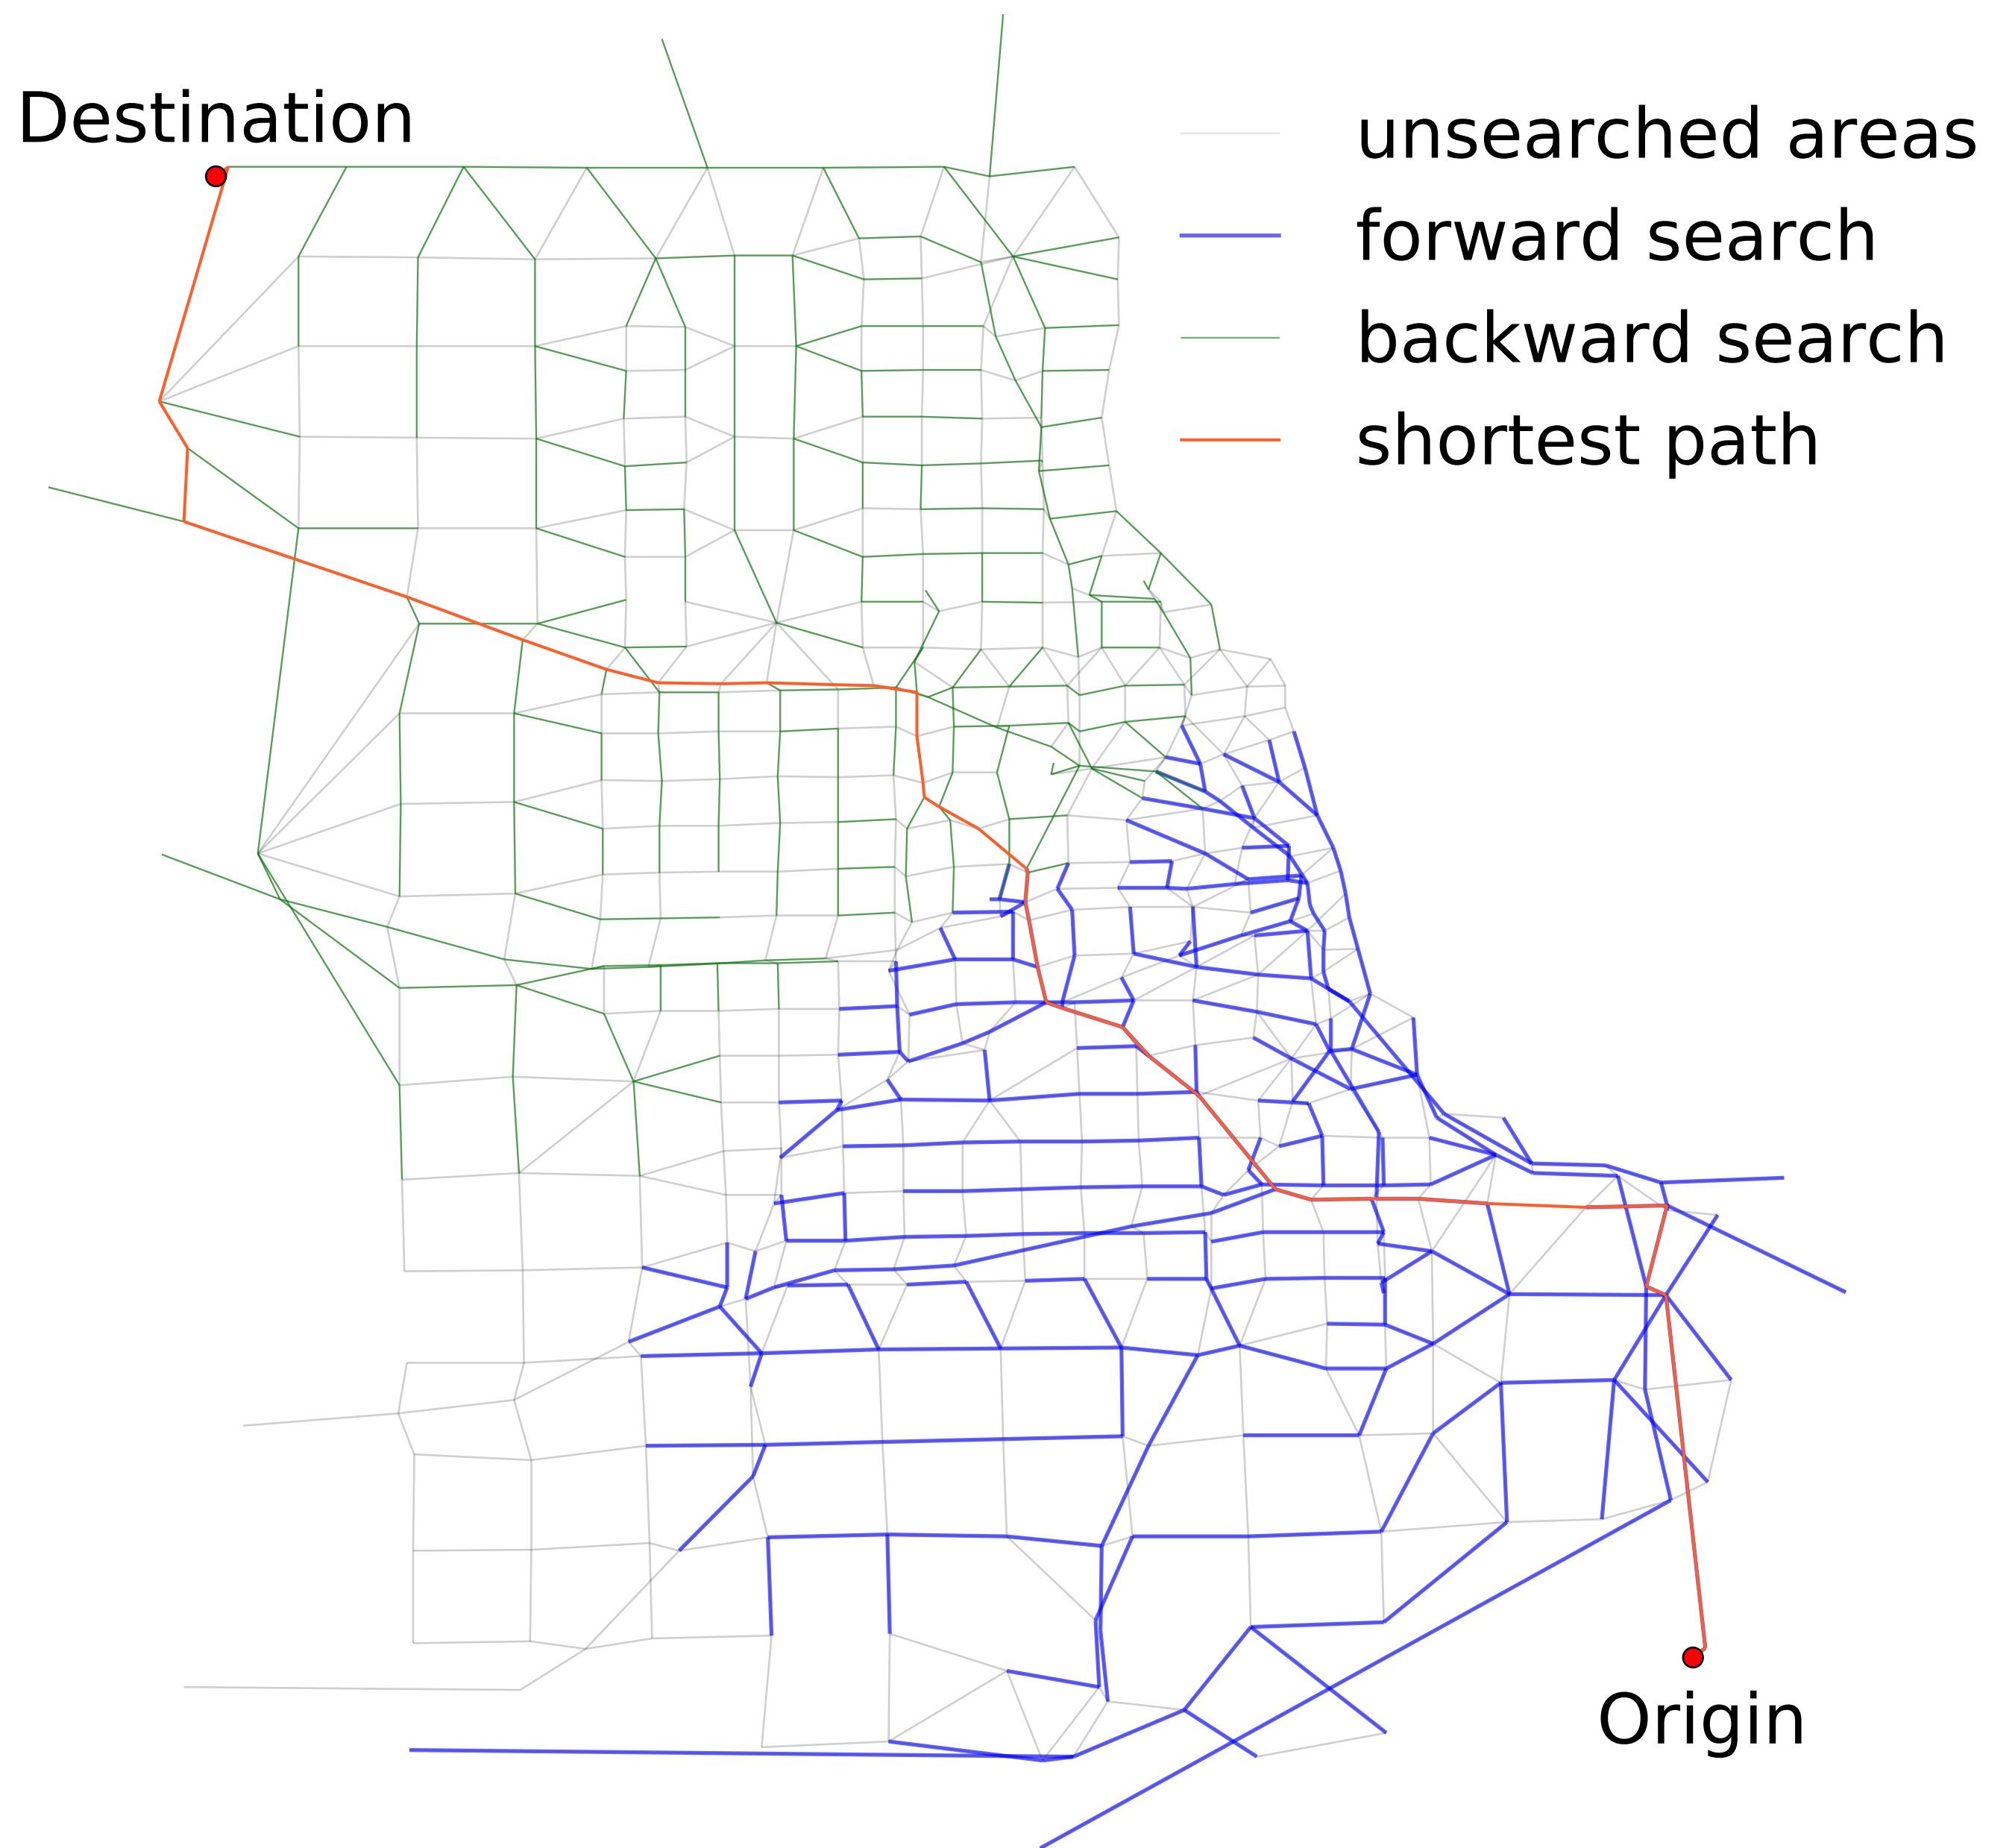 Destination
unsearched areas
forward search
backward search
shortest path
Origin